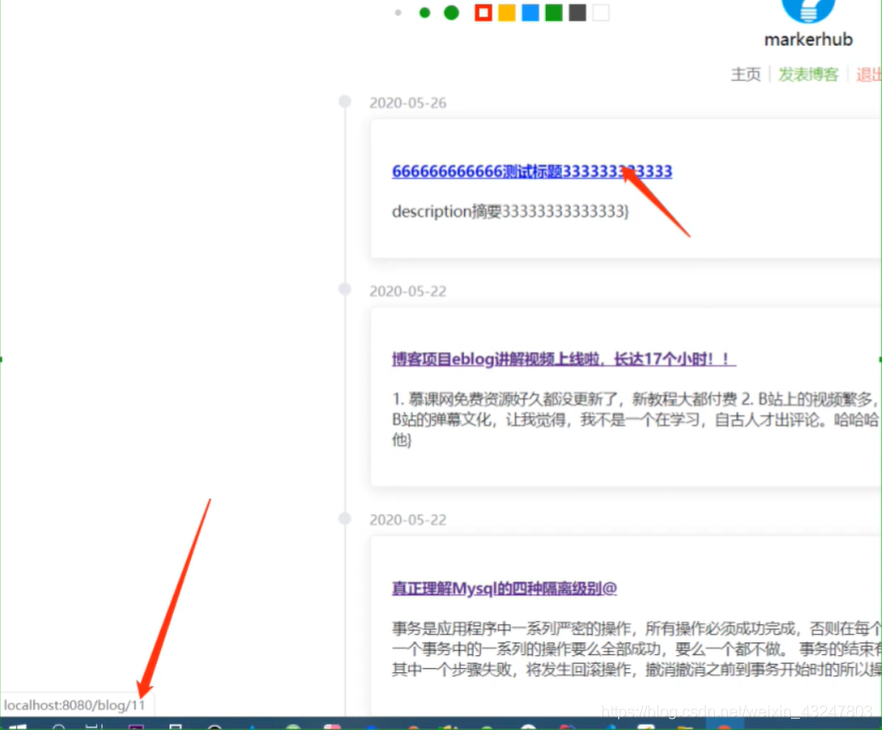 markerhub
主页 发表博客 退出
2020-05-26
666666666666测试标题333333333333
description摘要33333333333333}
2020-05-22
博客项目eblog讲解视频上线啦，长达17个小时！！
1. 慕课网免费资源好久都没更新了，新教程大都付费 2. B站上的视频繁多，
B站的弹幕文化，让我觉得，我不是一个在学习，自古人才出评论。哈哈哈
他}
2020-05-22
真正理解Mysql的四种隔离级别@
事务是应用程序中一系列严密的操作，所有操作必须成功完成，否则在每个
一个事务中的一系列的操作要么全部成功，要么一个都不做。 事务的结束有
其中一个步骤失败，将发生回滚操作，撤消撤消之前到事务开始时的所以操
localhost:8080/blog/11
https://blog.csdn.net/weixin_43247803